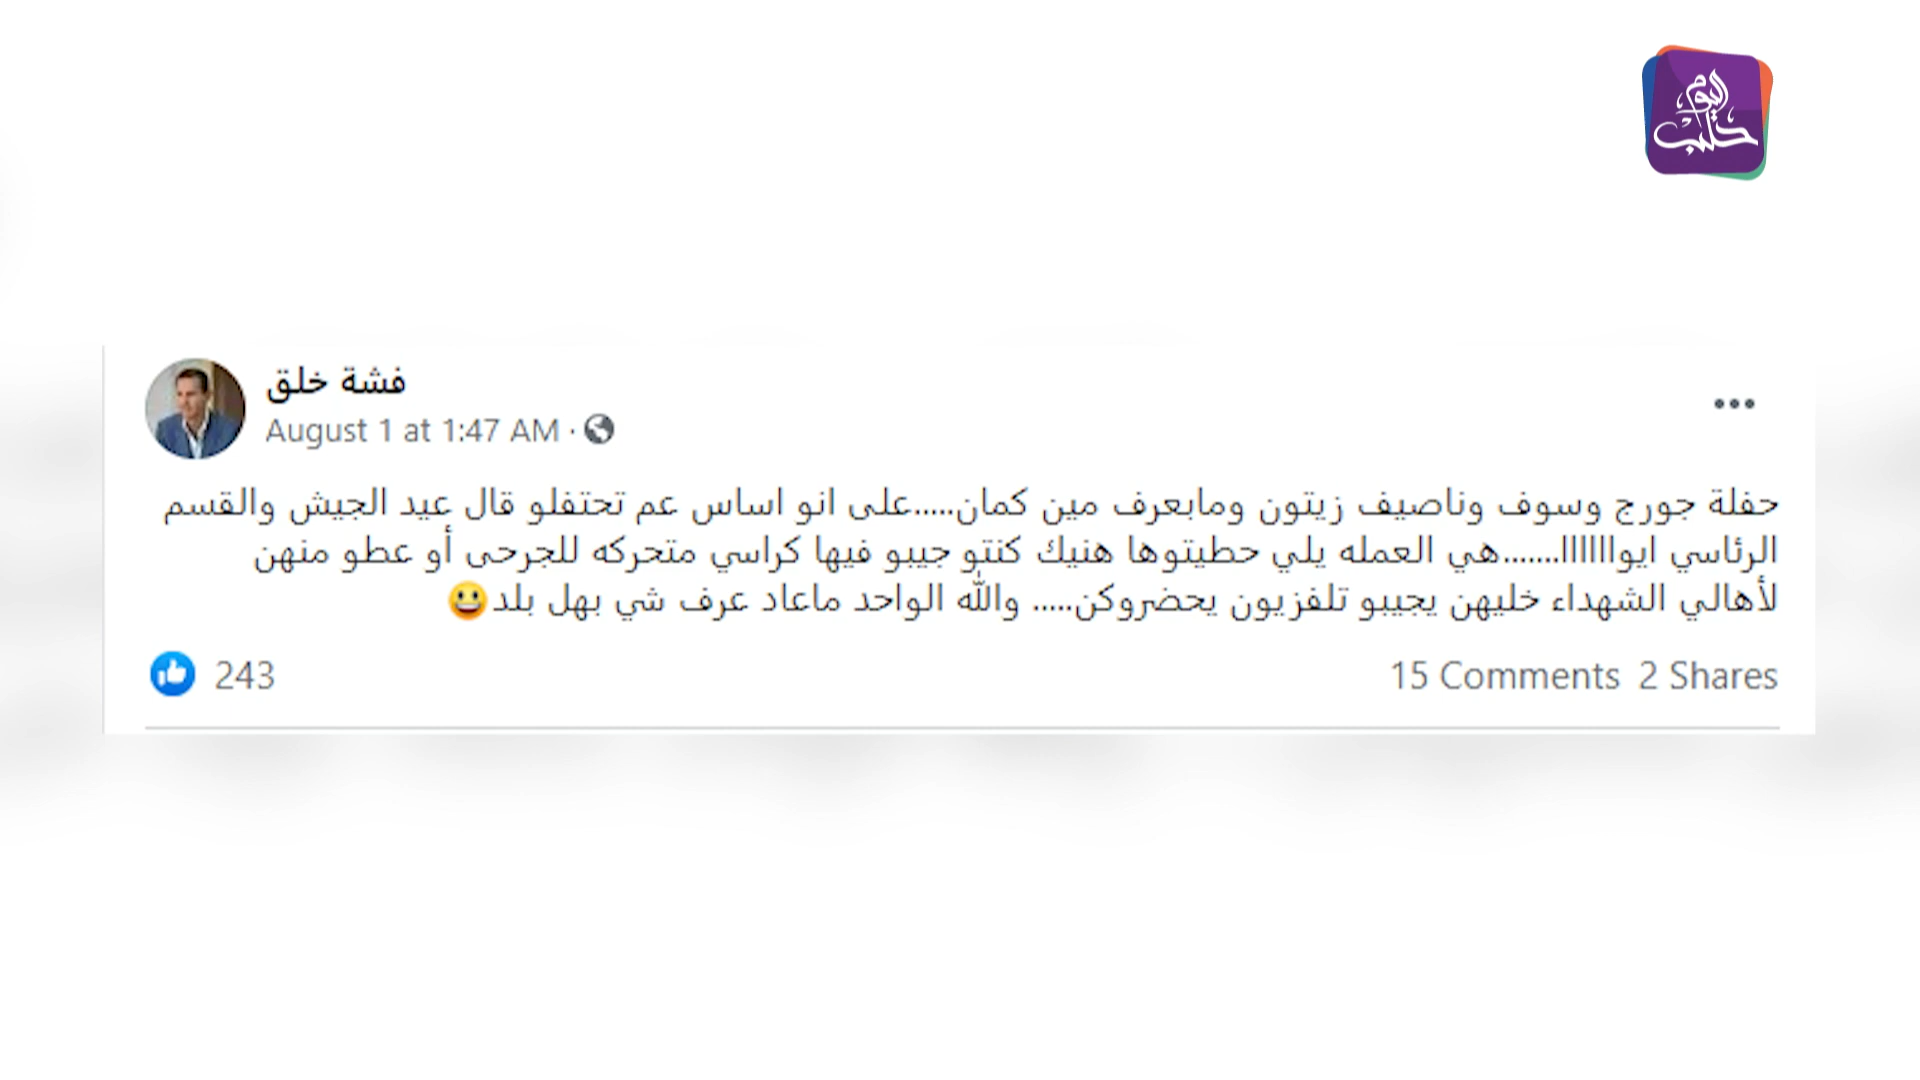 حلب اليوم
فشة خلق
August 1 at 1:47 AM ·
حفلة جورج وسوف وناصيف زيتون ومابعرف مين كمان.....على انو اساس عم تحتفلو قال عيد الجيش والقسم
الرئاسي ايواااااا.......هي العمله يلي حطيتوها هنيك كنتو جيبو فيها كراسي متحركه للجرحى أو عطو منهن
لأهالي الشهداء خليهن يجيبو تلفزيون يحضروكن..... والله الواحد ماعاد عرف شي بهل بلد😀
243
15 Comments 2 Shares